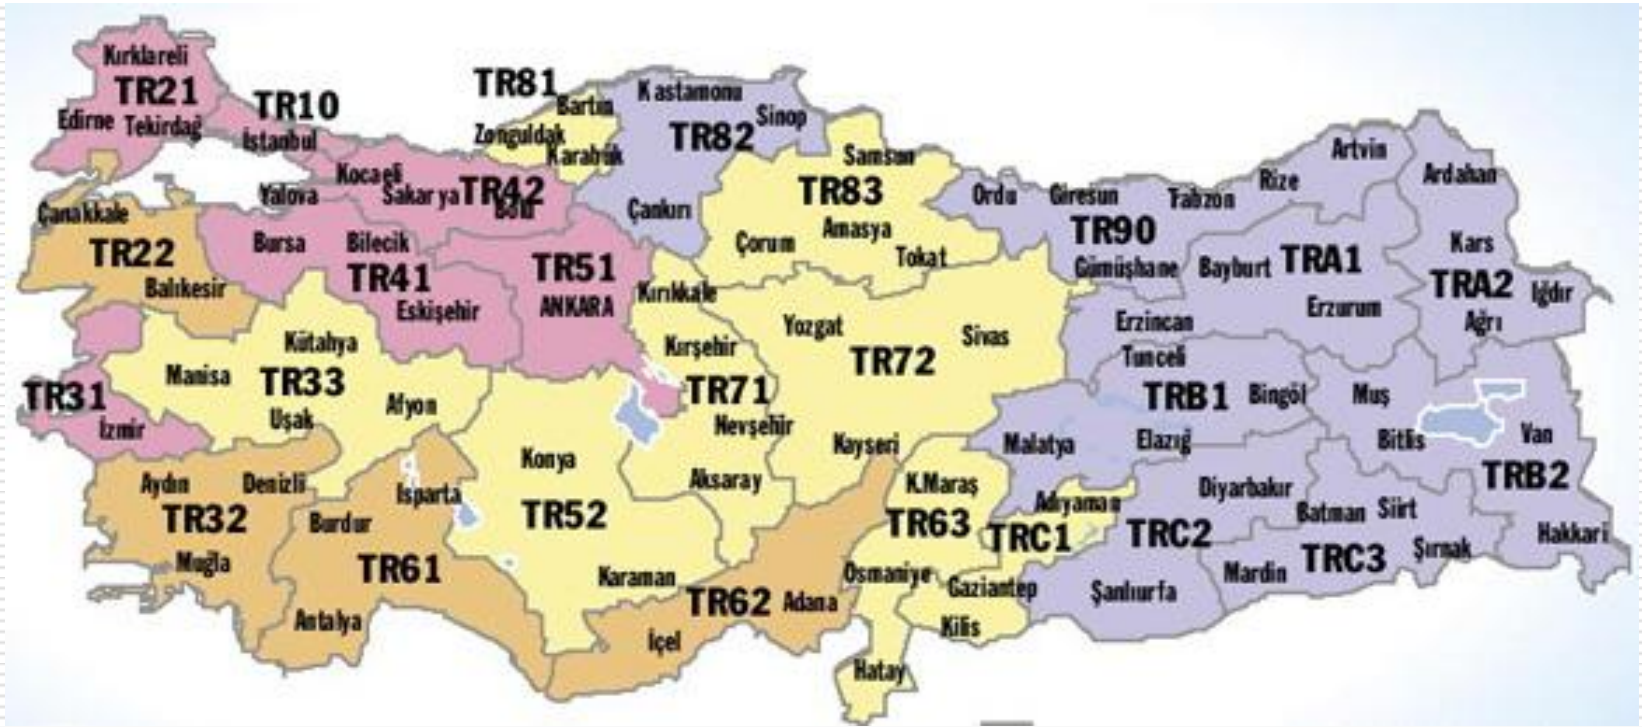 Kırklareli
TR21
Edirne Tekirdağ
TR10
İstanbul
TR81
Bartın
Zonguldak
Karabük
Kastamonu
Sinop
TR82
Çankırı
Samsun
TR83
Amasya
Çorum
Tokat
Ordu
Giresun
Trabzon
Rize
Artvin
TR90
Gümüşhane
Ardahan
Kars
TRA2
Iğdır
Ağrı
Bayburt TRA1
Erzurum
Erzincan
Kocaeli
Yalova
Sakarya TR42
Bolu
Çanakkale
TR22
Balıkesir
Bursa
Bilecik
TR41
Eskişehir
TR51
ANKARA
Kırıkkale
Kırşehir
TR71
Nevşehir
Aksaray
Yozgat
Sivas
TR72
Kayseri
Tunceli
TRB1
Bingöl
Malatya
Elazığ
Muş
Bitlis
Van
TRB2
Hakkari
Kütahya
Manisa
TR33
Uşak
Afyon
TR31
İzmir
Aydın
Denizli
TR32
Muğla
Isparta
Burdur
TR61
Antalya
Konya
TR52
Karaman
TR62
Adana
İçel
K.Maraş
TR63
Osmaniye
Hatay
Adıyaman
TRC1
Gaziantep
Kilis
Diyarbakır
TRC2
Şanlıurfa
Batman
Siirt
TRC3
Şırnak
Mardin